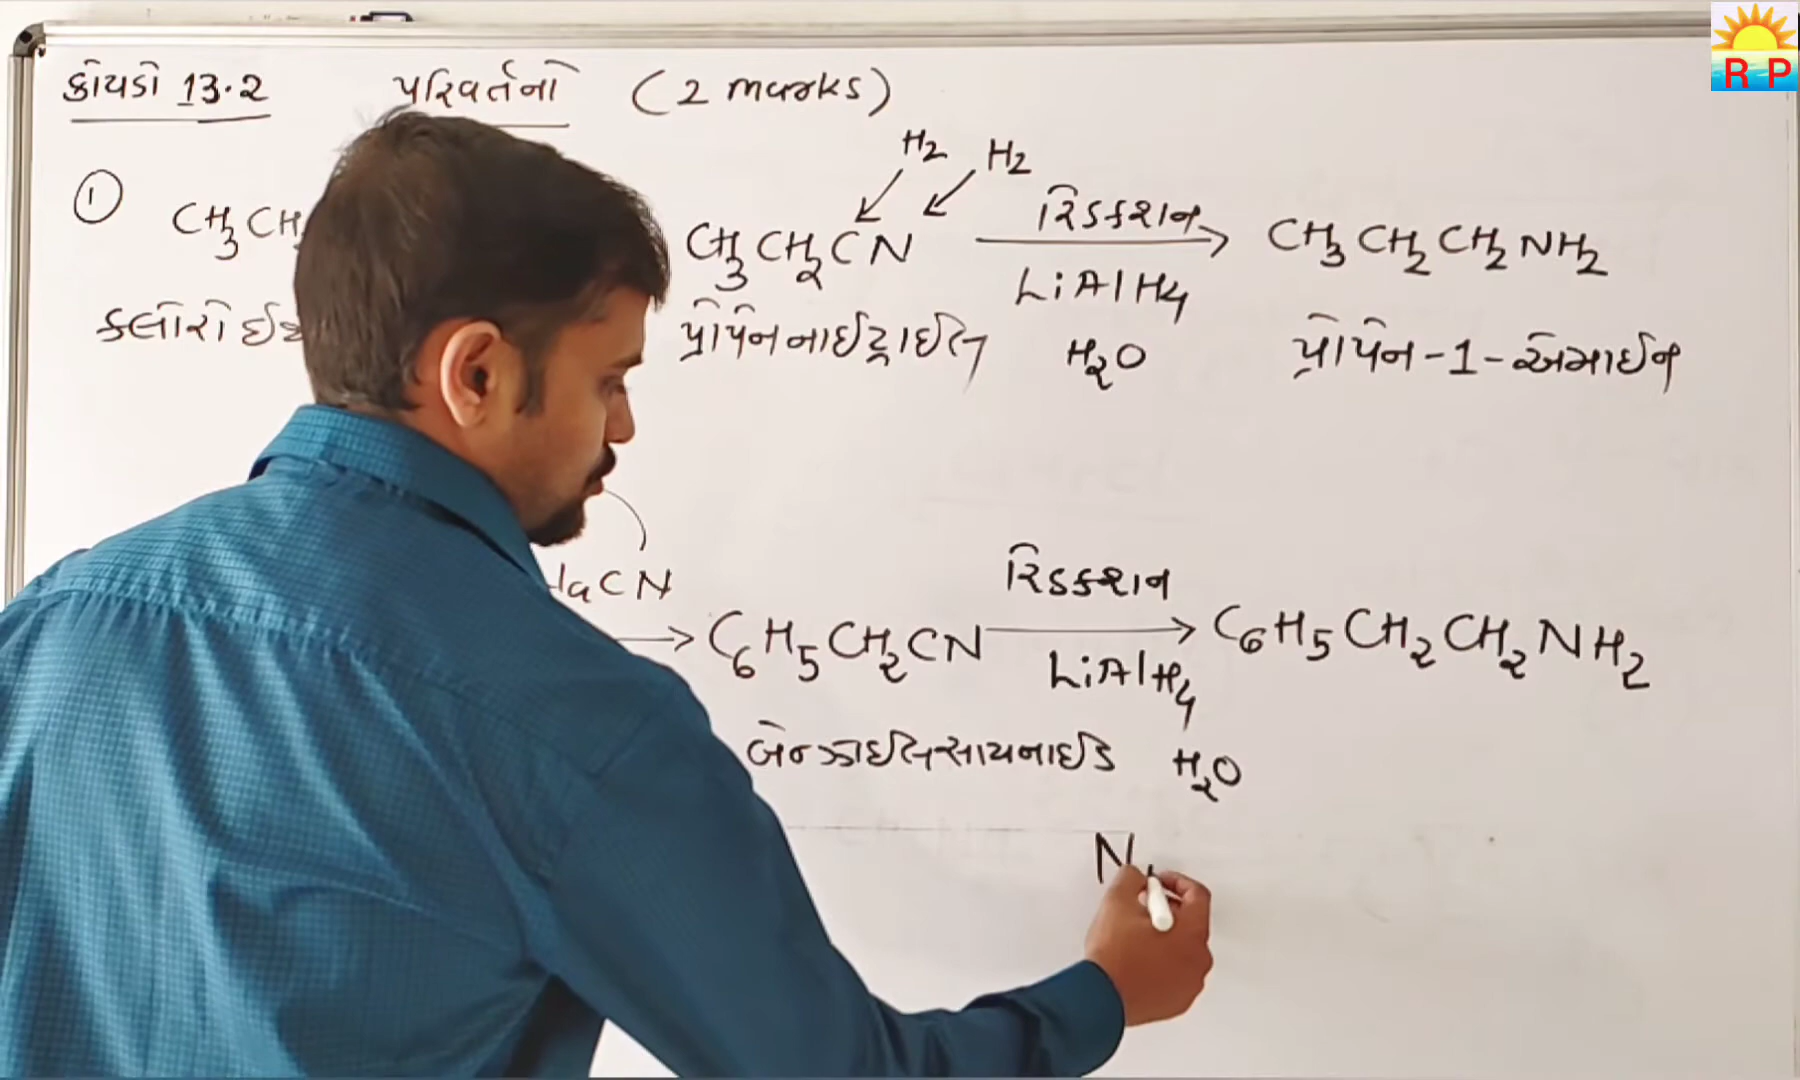 કોયડો 13.2 પરિવર્તનો (2 marks)
H2 H2
① CH3CH CH3CH2CN રિડક્શન CH3CH2CH2NH2
LiAlH4
ક્લોરોઈ પ્રોપેનનાઈટ્રાઈલ H2O પ્રોપેન-1-એમાઈન
aCN રિડક્શન
C6H5CH2CN C6H5CH2CH2NH2
LiAlH4
બેન્ઝાઈલસાયનાઈડ H2O
N
R P